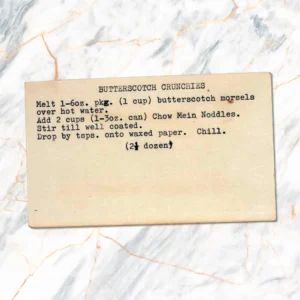 BUTTERSCOTCH CRUNCHIES
Melt 1-6oz. pkg. (1 cup) butterscotch morsels
over hot water.
Add 2 cups (1-3oz. can) Chow Mein Noddles.
Stir till well coated.
Drop by tsps. onto waxed paper. Chill.
(2½ dozen)